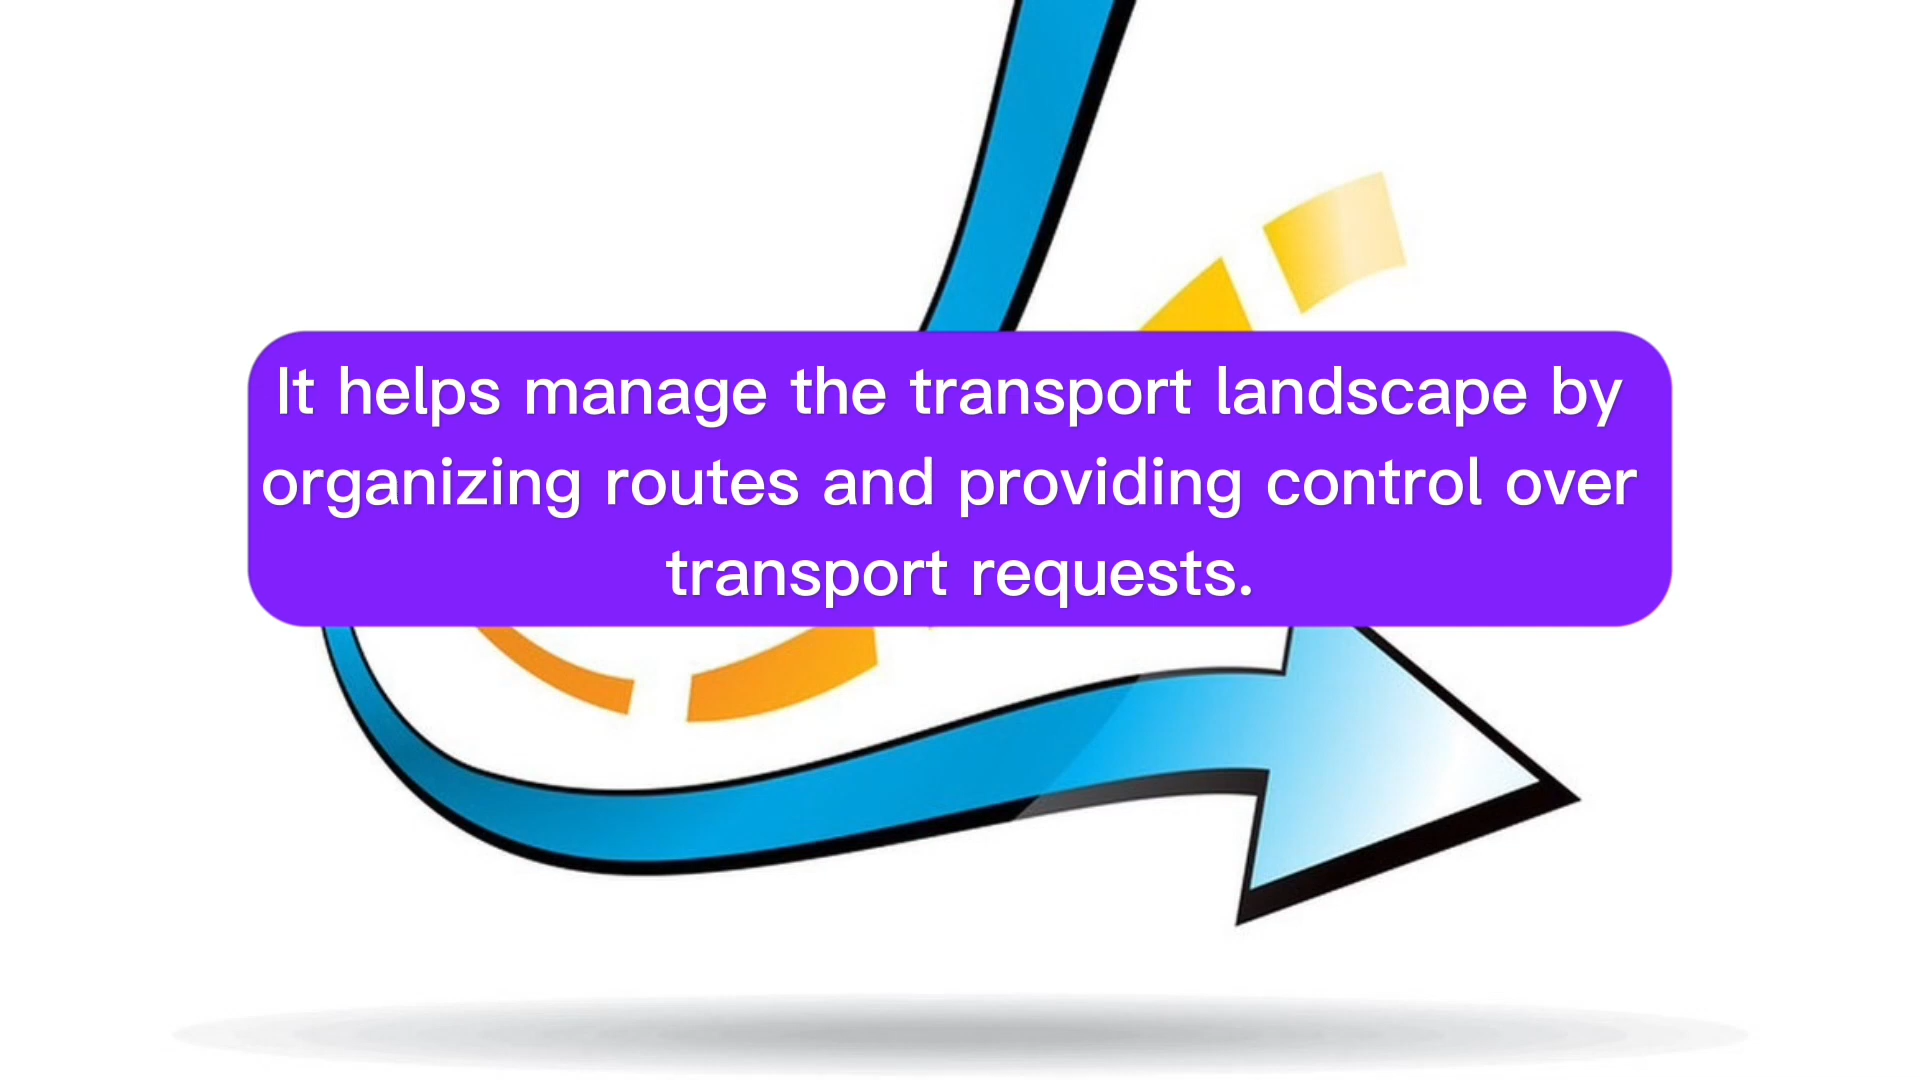 It helps manage the transport landscape by
organizing routes and providing control over
transport requests.